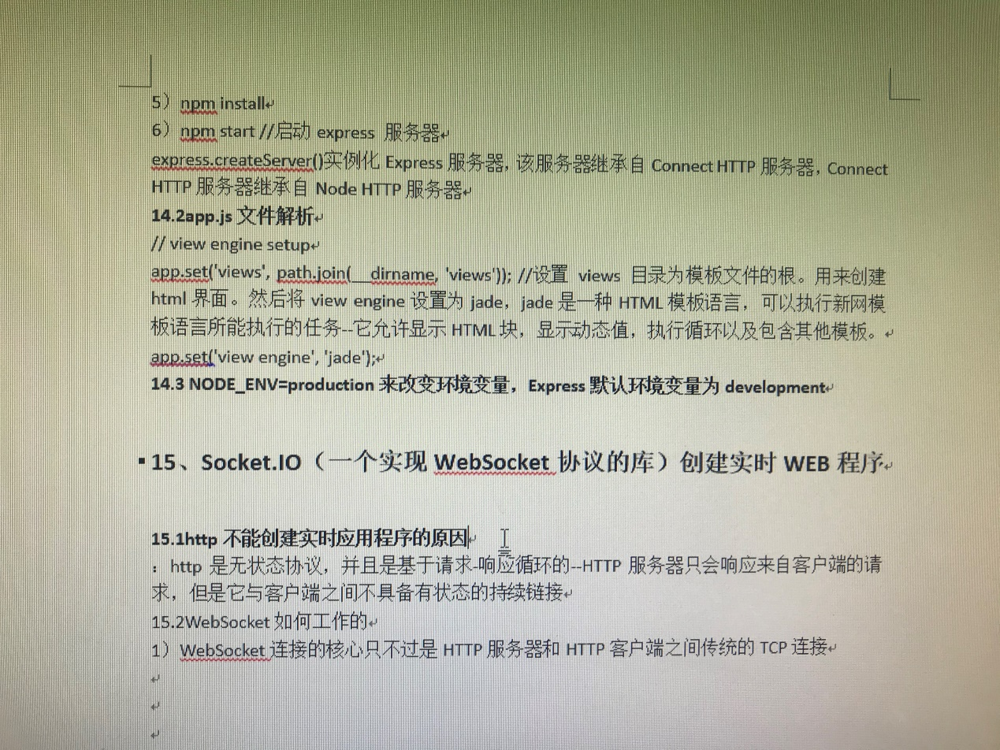 5）npm install
6）npm start //启动 express 服务器
express.createServer()实例化 Express 服务器, 该服务器继承自 Connect HTTP 服务器，Connect
HTTP 服务器继承自 Node HTTP 服务器
14.2app.js 文件解析
// view engine setup
app.set('views', path.join(__dirname, 'views')); //设置 views 目录为模板文件的根。用来创建
html 界面。然后将 view engine 设置为 jade，jade 是一种 HTML 模板语言，可以执行新网模
板语言所能执行的任务--它允许显示 HTML 块，显示动态值，执行循环以及包含其他模板。
app.set('view engine', 'jade');
14.3 NODE_ENV=production 来改变环境变量，Express 默认环境变量为 development
15、Socket.IO（一个实现 WebSocket 协议的库）创建实时 WEB 程序
15.1http 不能创建实时应用程序的原因
：http 是无状态协议，并且是基于请求-响应循环的--HTTP 服务器只会响应来自客户端的请
求，但是它与客户端之间不具备有状态的持续链接
15.2WebSocket 如何工作的
1）WebSocket 连接的核心只不过是 HTTP 服务器和 HTTP 客户端之间传统的 TCP 连接